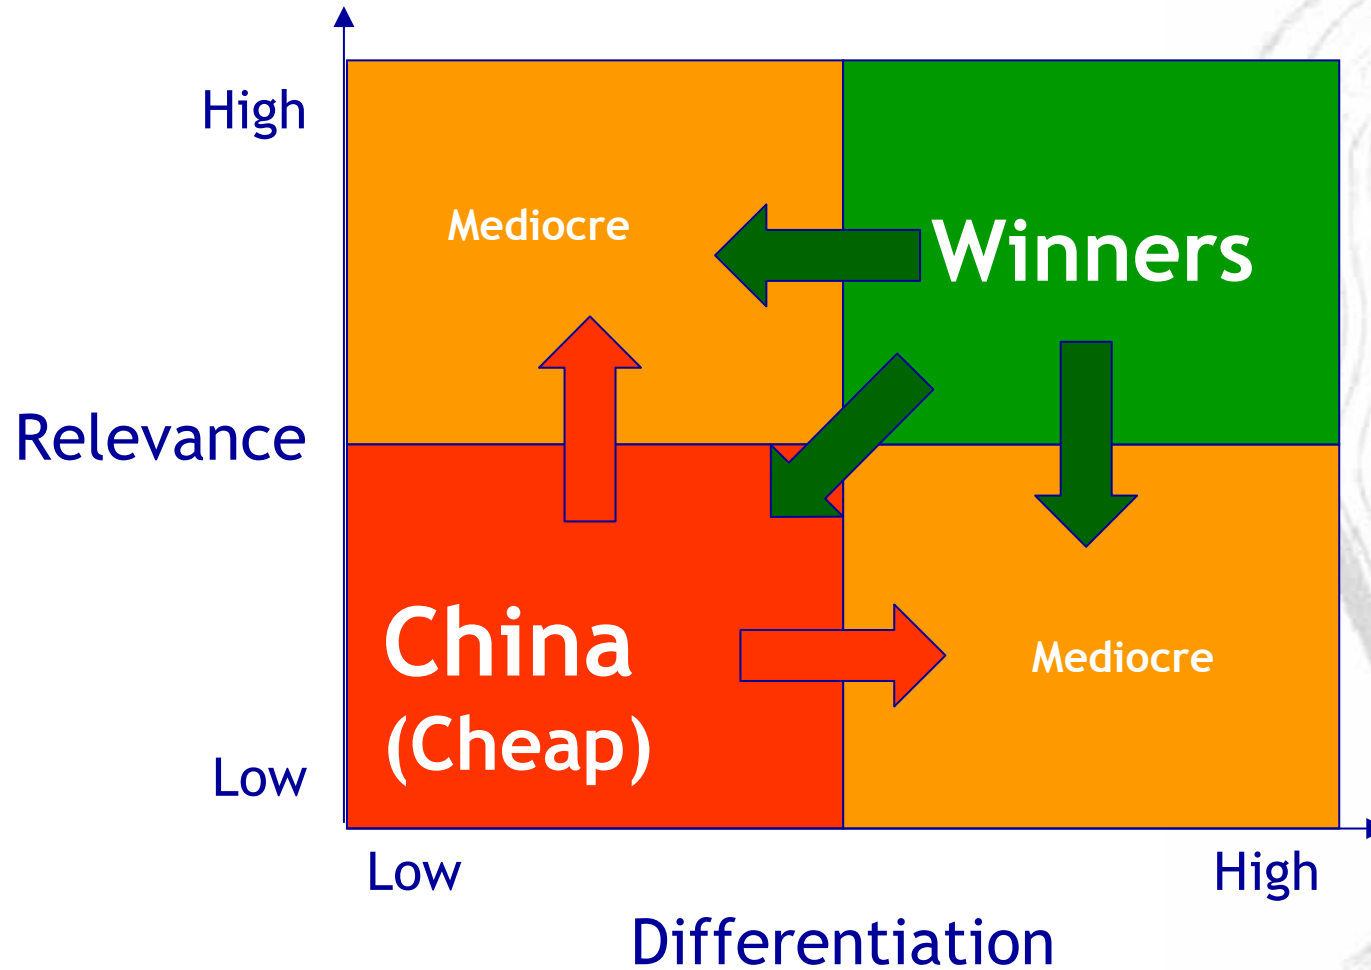 High
Mediocre
Winners
Relevance
China
(Cheap)
Mediocre
Low
Low
High
Differentiation